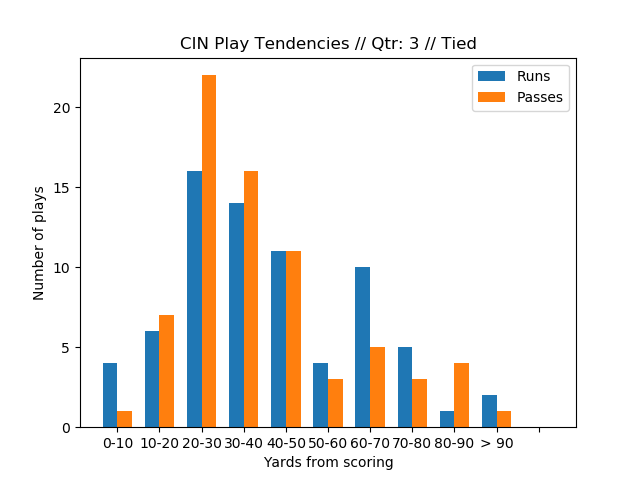 CIN Play Tendencies // Qtr: 3 // Tied
Runs
Passes
Number of plays
20
15
10
5
0
0-10 10-20 20-30 30-40 40-50 50-60 60-70 70-80 80-90 > 90
Yards from scoring